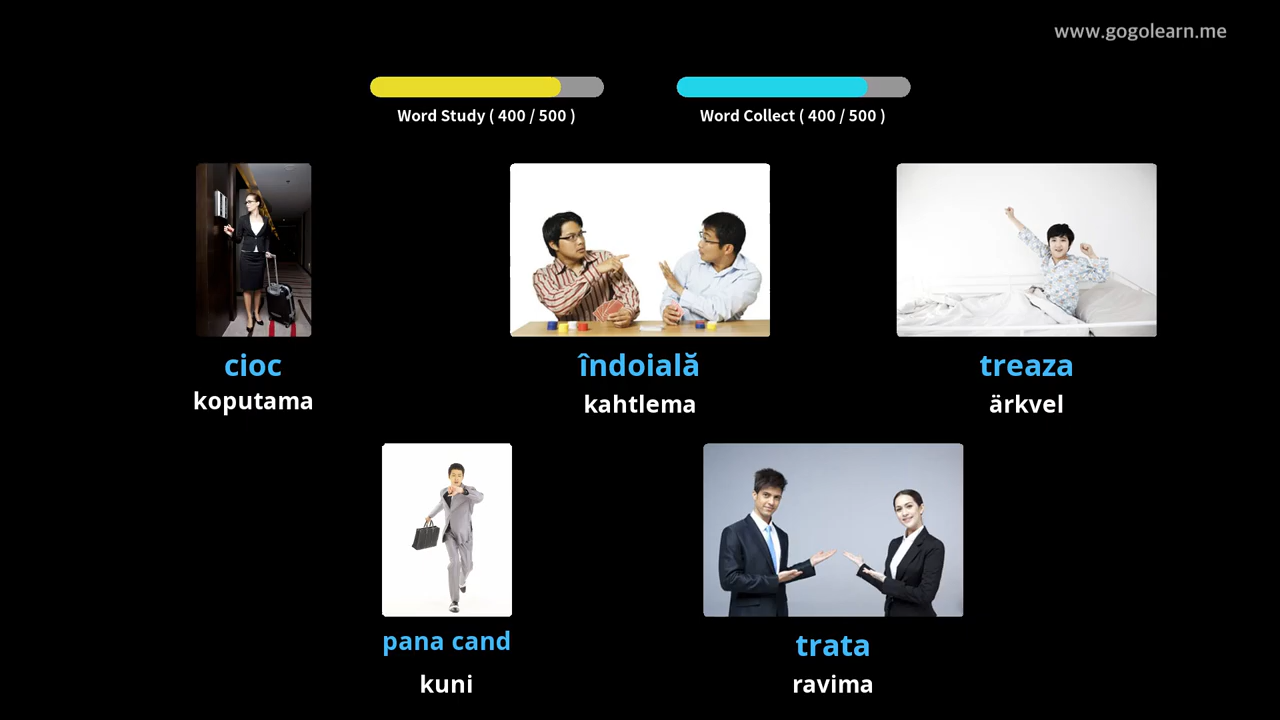 www.gogolearn.me
Word Study ( 400 / 500 )
Word Collect ( 400 / 500 )
cioc
koputama
îndoială
kahtlema
treaza
ärkvel
pana cand
kuni
trata
ravima